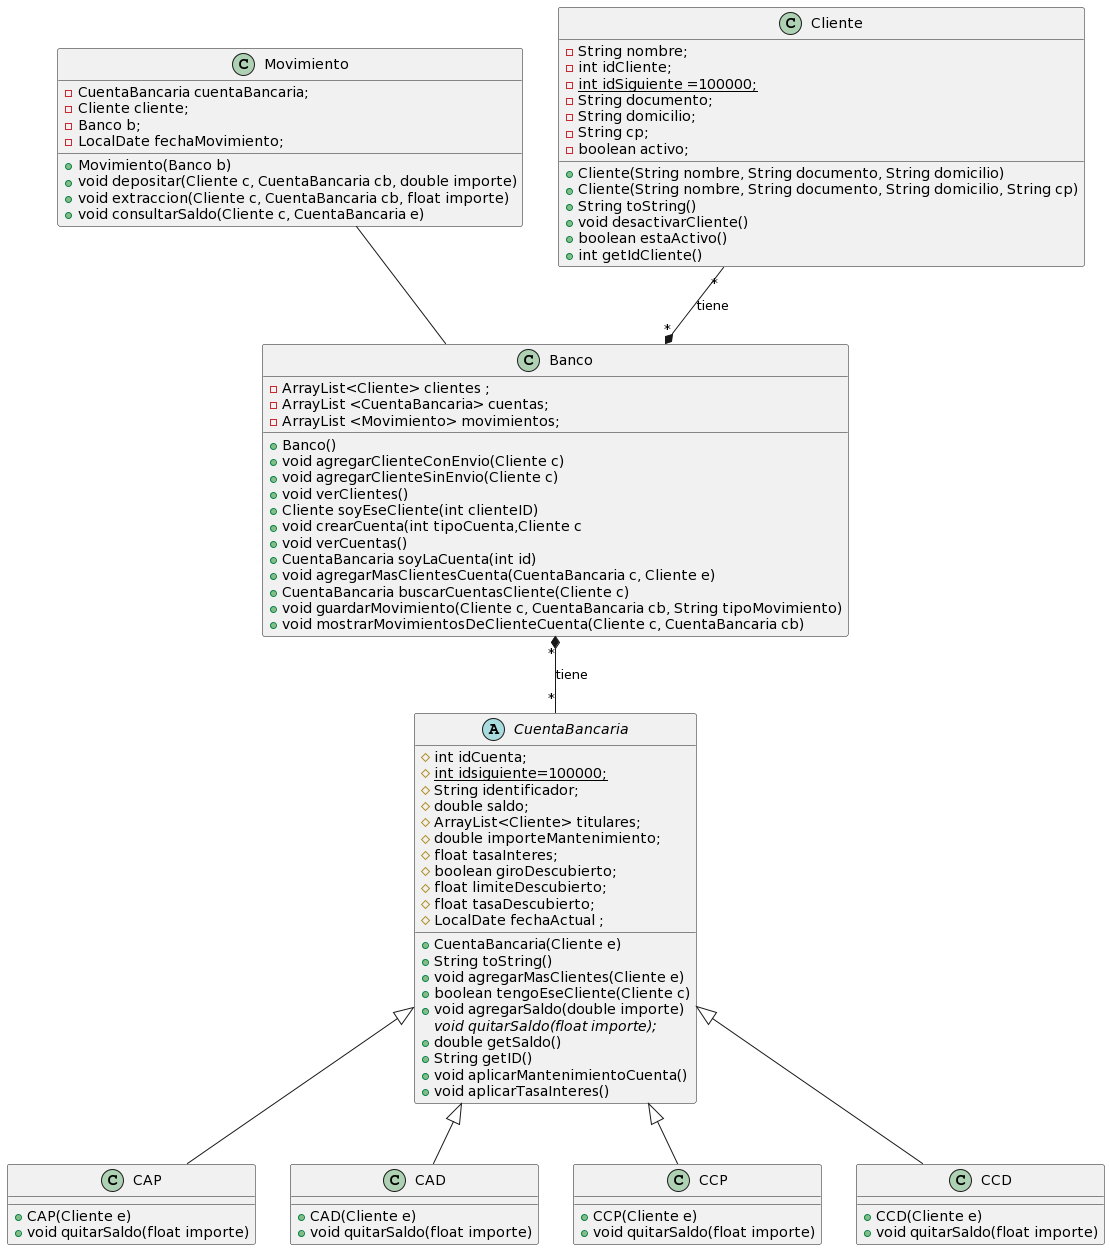 C Movimiento
CuentaBancaria cuentaBancaria;
Cliente cliente;
Banco b;
LocalDate fechaMovimiento;
Movimiento(Banco b)
void depositar(Cliente c, CuentaBancaria cb, double importe)
void extraccion(Cliente c, CuentaBancaria cb, float importe)
void consultarSaldo(Cliente c, CuentaBancaria e)
C Cliente
String nombre;
int idCliente;
int idSiguiente =100000;
String documento;
String domicilio;
String cp;
boolean activo;
Cliente(String nombre, String documento, String domicilio)
Cliente(String nombre, String documento, String domicilio, String cp)
String toString()
void desactivarCliente()
boolean estaActivo()
int getIdCliente()
*
tiene
*
C Banco
ArrayList<Cliente> clientes ;
ArrayList <CuentaBancaria> cuentas;
ArrayList <Movimiento> movimientos;
Banco()
void agregarClienteConEnvio(Cliente c)
void agregarClienteSinEnvio(Cliente c)
void verClientes()
Cliente soyEseCliente(int clienteID)
void crearCuenta(int tipoCuenta,Cliente c
void verCuentas()
CuentaBancaria soyLaCuenta(int id)
void agregarMasClientesCuenta(CuentaBancaria c, Cliente e)
CuentaBancaria buscarCuentasCliente(Cliente c)
void guardarMovimiento(Cliente c, CuentaBancaria cb, String tipoMovimiento)
void mostrarMovimientosDeClienteCuenta(Cliente c, CuentaBancaria cb)
*
tiene
*
A CuentaBancaria
int idCuenta;
int idsiguiente=100000;
String identificador;
double saldo;
ArrayList<Cliente> titulares;
double importeMantenimiento;
float tasaInteres;
boolean giroDescubierto;
float limiteDescubierto;
float tasaDescubierto;
LocalDate fechaActual ;
CuentaBancaria(Cliente e)
String toString()
void agregarMasClientes(Cliente e)
boolean tengoEseCliente(Cliente c)
void agregarSaldo(double importe)
void quitarSaldo(float importe);
double getSaldo()
String getID()
void aplicarMantenimientoCuenta()
void aplicarTasaInteres()
C CAP
CAP(Cliente e)
void quitarSaldo(float importe)
C CAD
CAD(Cliente e)
void quitarSaldo(float importe)
C CCP
CCP(Cliente e)
void quitarSaldo(float importe)
C CCD
CCD(Cliente e)
void quitarSaldo(float importe)